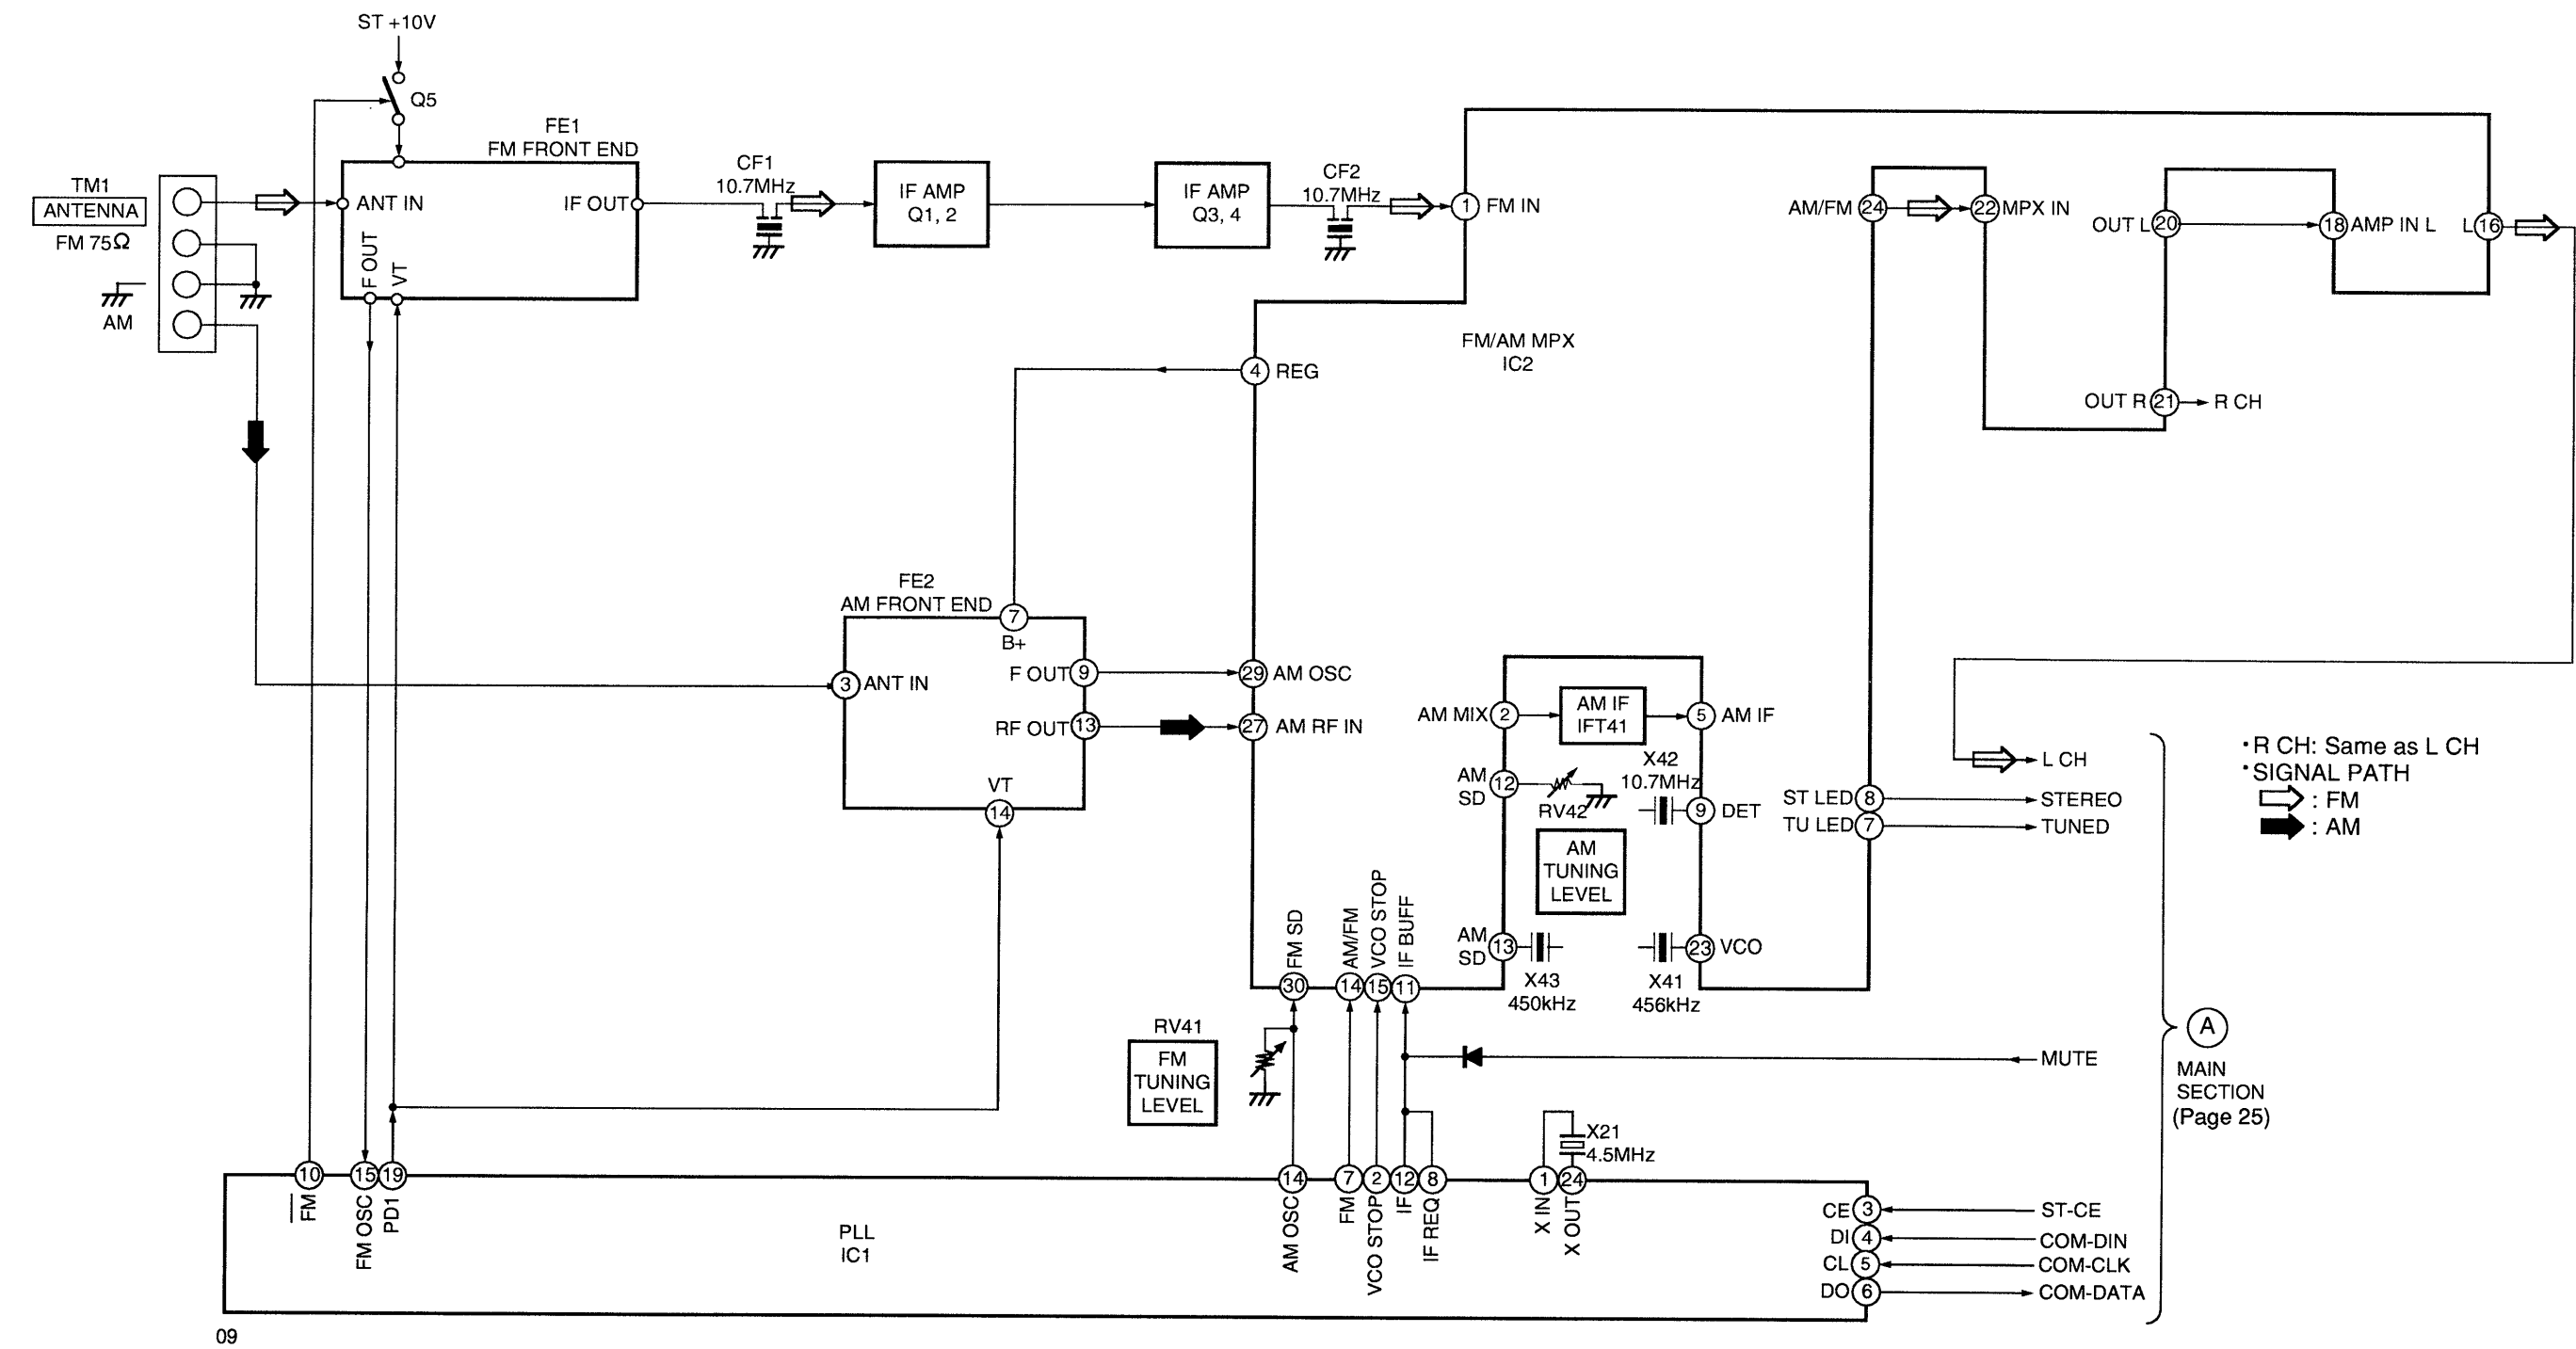 ST +10V
Q5
FE1
FM FRONT END
TM1
ANTENNA
FM 75Ω
AM
ANT IN
IF OUT
F OUT
VT
CF1
10.7MHz
IF AMP
Q1, 2
IF AMP
Q3, 4
CF2
10.7MHz
1 FM IN
FM/AM MPX
IC2
4 REG
AM/FM 24
22 MPX IN
OUT L 20
18 AMP IN L
L 16
OUT R 21
R CH
FE2
AM FRONT END
7
B+
3 ANT IN
F OUT 9
RF OUT 13
VT
14
29 AM OSC
27 AM RF IN
AM MIX 2
AM IF
IFT41
5 AM IF
AM
SD
12
RV42
X42
10.7MHz
9 DET
AM
TUNING
LEVEL
AM
SD
13
X43
450kHz
X41
456kHz
23 VCO
ST LED 8
TU LED 7
L CH
STEREO
TUNED
•R CH: Same as L CH
•SIGNAL PATH
: FM
: AM
FM SD
AM/FM
VCO STOP
IF BUFF
30
14
15
11
RV41
FM
TUNING
LEVEL
MUTE
A
MAIN
SECTION
(Page 25)
X21
4.5MHz
10
15
19
14
7
2
12
8
1
24
FM
FM OSC
PD1
AM OSC
FM
VCO STOP
IF
IF REQ
X IN
X OUT
PLL
IC1
CE 3
ST-CE
DI 4
COM-DIN
CL 5
COM-CLK
DO 6
COM-DATA
09